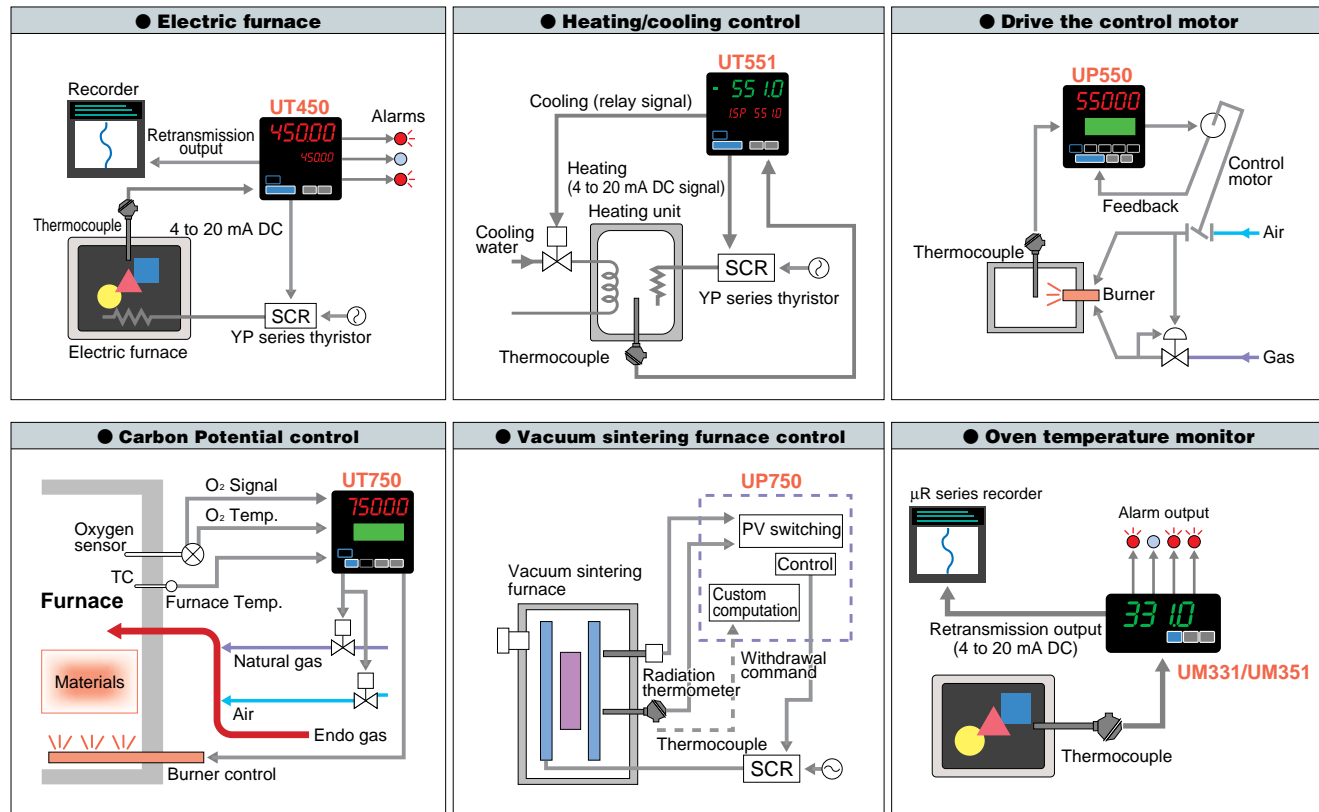 ● Electric furnace
Recorder
UT450
Retransmission
output
Alarms
450.00
450.00
Thermocouple
4 to 20 mA DC
SCR
YP series thyristor
Electric furnace
● Heating/cooling control
UT551
Cooling (relay signal)
551.0
1.SP 551.0
Heating
(4 to 20 mA DC signal)
Heating unit
Cooling
water
SCR
YP series thyristor
Thermocouple
● Drive the control motor
UP550
55000
Control
motor
Feedback
Thermocouple
Air
Burner
Gas
● Carbon Potential control
UT750
O₂ Signal
75000
O₂ Temp.
Oxygen
sensor
TC
Furnace
Furnace Temp.
Natural gas
Materials
Air
Endo gas
Burner control
● Vacuum sintering furnace control
UP750
PV switching
Control
Vacuum sintering
furnace
Custom
computation
Withdrawal
command
Radiation
thermometer
Thermocouple
SCR
● Oven temperature monitor
µR series recorder
Alarm output
331.0
Retransmission output
(4 to 20 mA DC)
UM331/UM351
Thermocouple